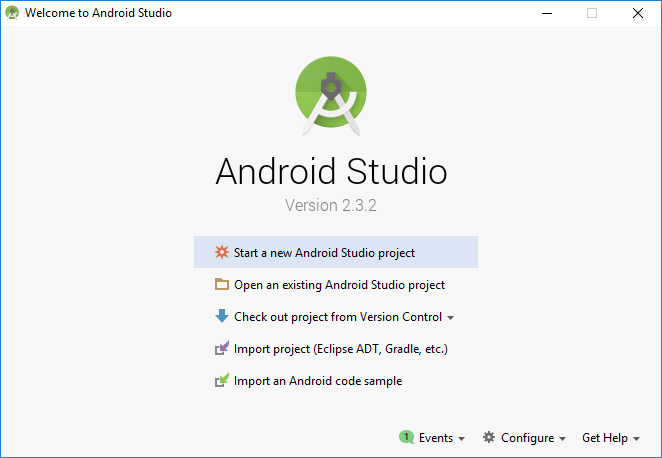 Welcome to Android Studio
Android Studio
Version 2.3.2
Start a new Android Studio project
Open an existing Android Studio project
Check out project from Version Control
Import project (Eclipse ADT, Gradle, etc.)
Import an Android code sample
1 Events Configure Get Help